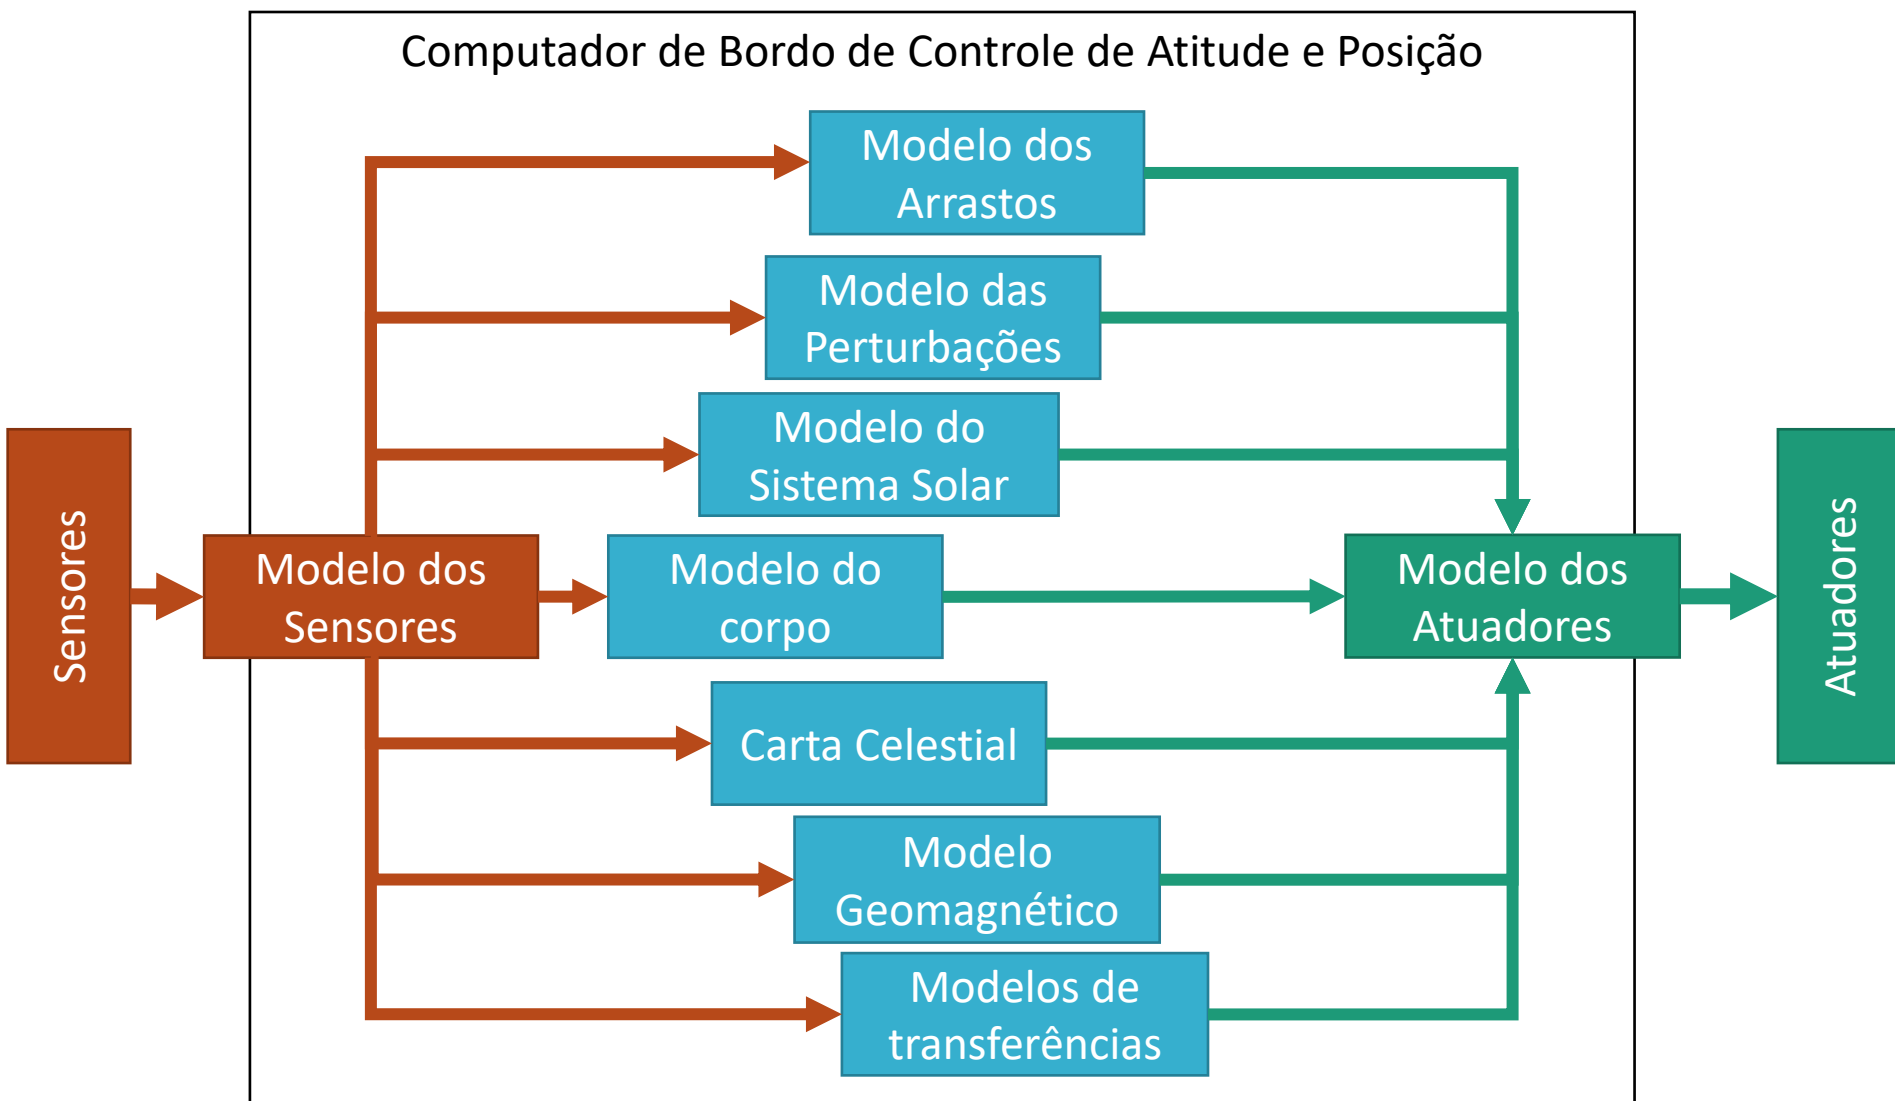 Computador de Bordo de Controle de Atitude e Posição
Modelo dos
Arrastos
Modelo das
Perturbações
Modelo do
Sistema Solar
Sensores
Modelo dos
Sensores
Modelo do
corpo
Modelo dos
Atuadores
Atuadores
Carta Celestial
Modelo
Geomagnético
Modelos de
transferências